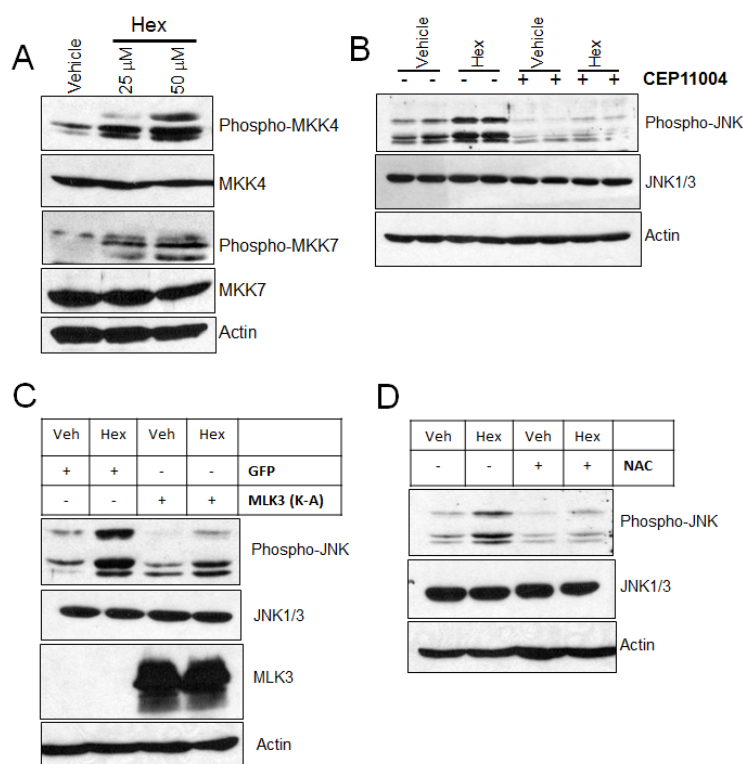 A
Hex
Vehicle
25 μM
50 μM
Phospho-MKK4
MKK4
Phospho-MKK7
MKK7
Actin
B
Vehicle
Hex
Vehicle
Hex
- - - - + + + + CEP11004
Phospho-JNK
JNK1/3
Actin
C
Veh Hex Veh Hex
+ + - - GFP
- - + + MLK3 (K-A)
Phospho-JNK
JNK1/3
MLK3
Actin
D
Veh Hex Veh Hex
- - + + NAC
Phospho-JNK
JNK1/3
Actin